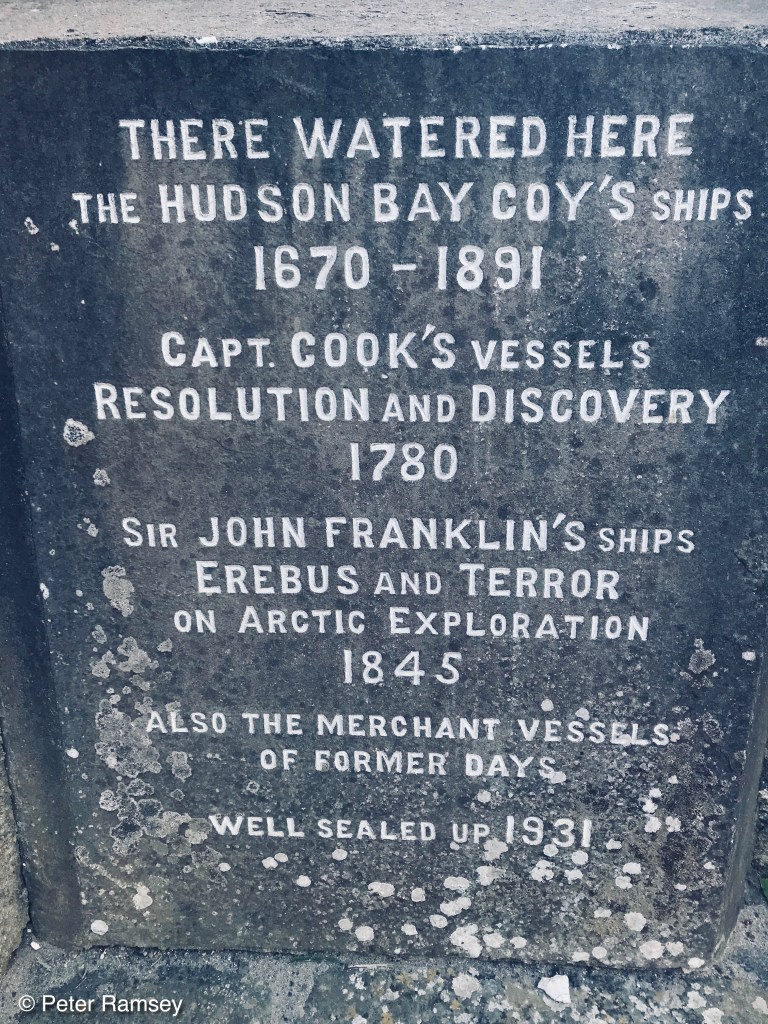 THERE WATERED HERE
THE HUDSON BAY COY'S SHIPS
1670 - 1891
CAPT. COOK'S VESSELS
RESOLUTION AND DISCOVERY
1780
SIR JOHN FRANKLIN'S SHIPS
EREBUS AND TERROR
ON ARCTIC EXPLORATION
1845
ALSO THE MERCHANT VESSELS
OF FORMER DAYS
WELL SEALED UP 1931
© Peter Ramsey